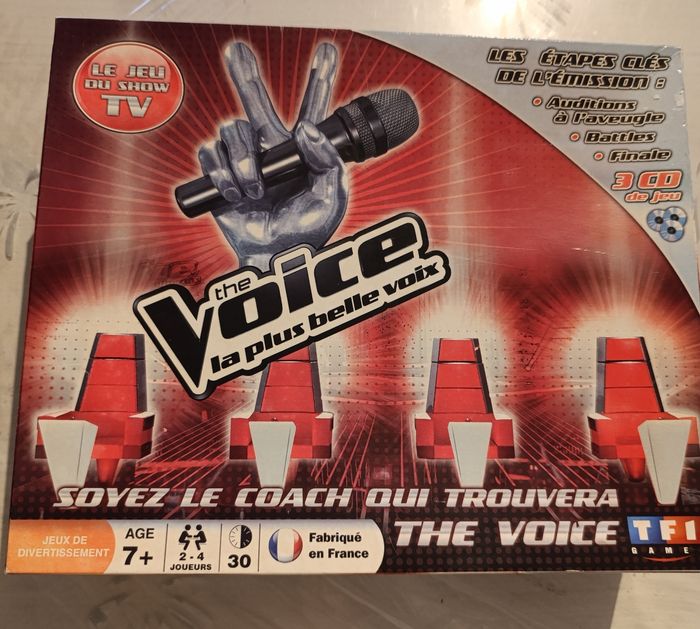 LE JEU
DU SHOW
TV
LES ÉTAPES CLÉS
DE L'ÉMISSION :
• Auditions
à l'aveugle
• Battles
• Finale
3 CD
de jeu
the
Voice
la plus belle voix
SOYEZ LE COACH QUI TROUVERA
THE VOICE
TF1
GAMES
JEUX DE
DIVERTISSEMENT
AGE
7+
2 - 4
JOUEURS
30
Fabriqué
en France